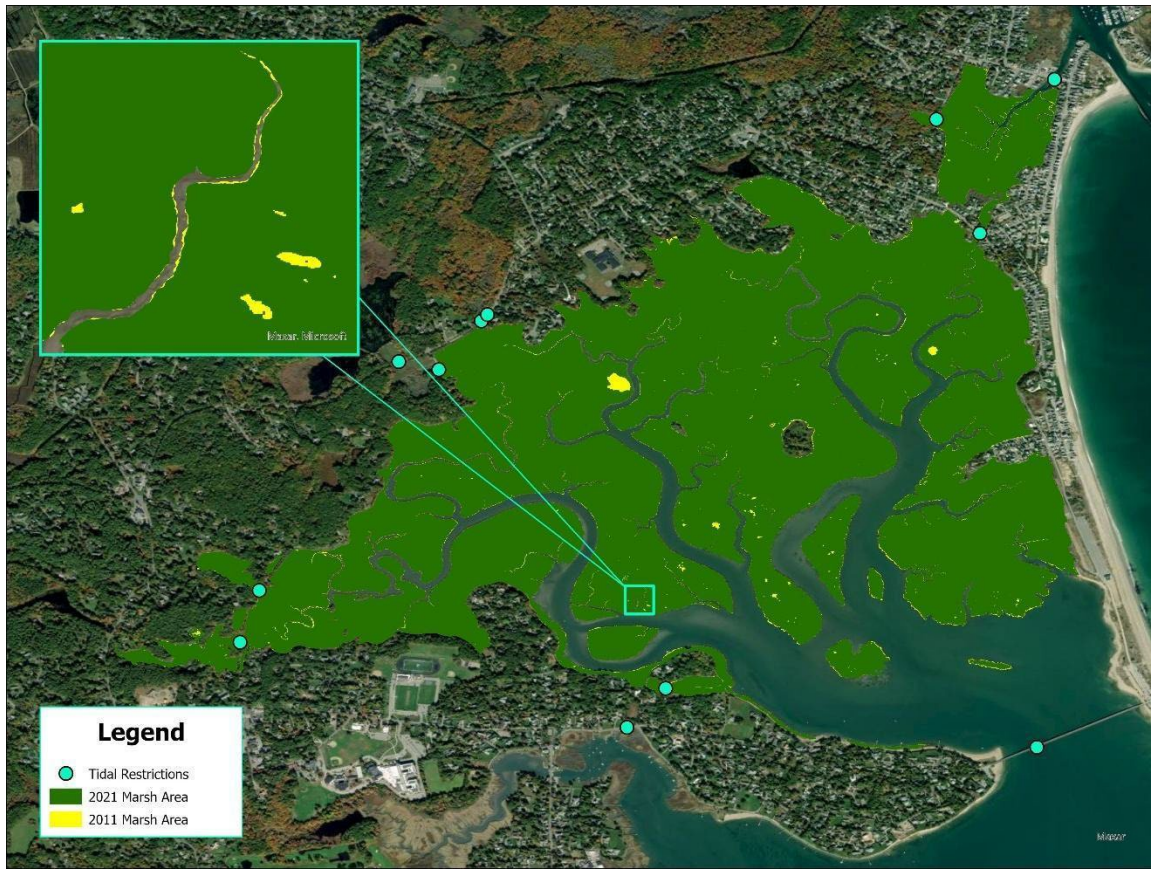 Maxar, Microsoft
Legend
Tidal Restrictions
2021 Marsh Area
2011 Marsh Area
Maxar